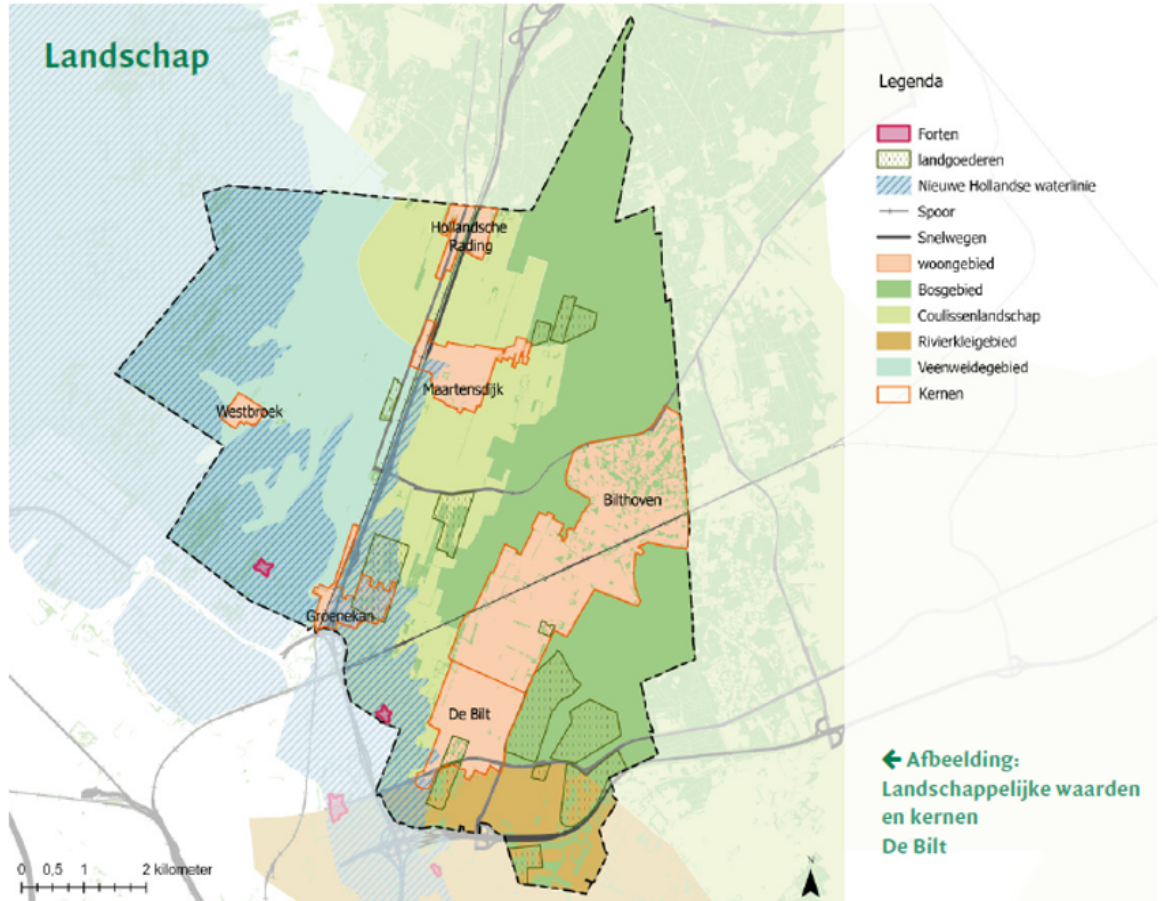 Landschap
Legenda
Forten
landgoederen
Nieuwe Hollandse waterlinie
Spoor
Snelwegen
woongebied
Bosgebied
Coulissenlandschap
Rivierkleigebied
Veenweidegebied
Kernen
Hollandsche
Rading
Maartensdijk
Westbroek
Bilthoven
Groenekan
De Bilt
← Afbeelding:
Landschappelijke waarden
en kernen
De Bilt
0 0,5 1 2 kilometer
N